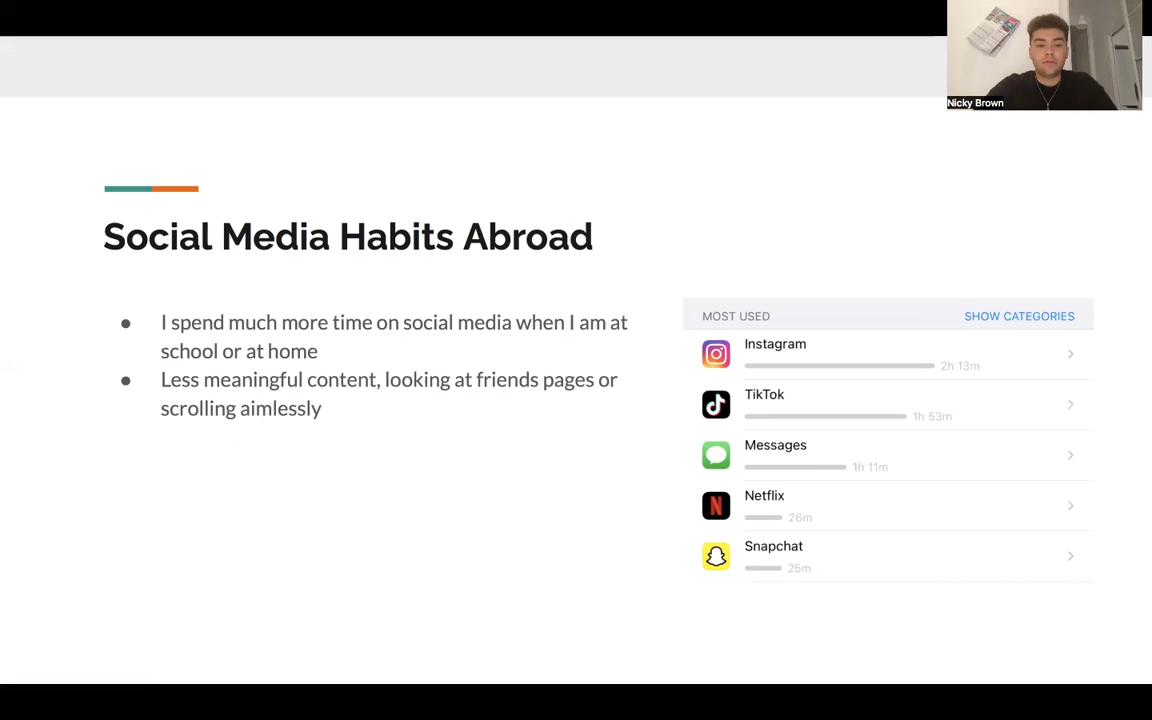 Nicky Brown
Social Media Habits Abroad
● I spend much more time on social media when I am at
school or at home
● Less meaningful content, looking at friends pages or
scrolling aimlessly
MOST USED SHOW CATEGORIES
Instagram
2h 13m
TikTok
1h 53m
Messages
1h 11m
Netflix
26m
Snapchat
25m